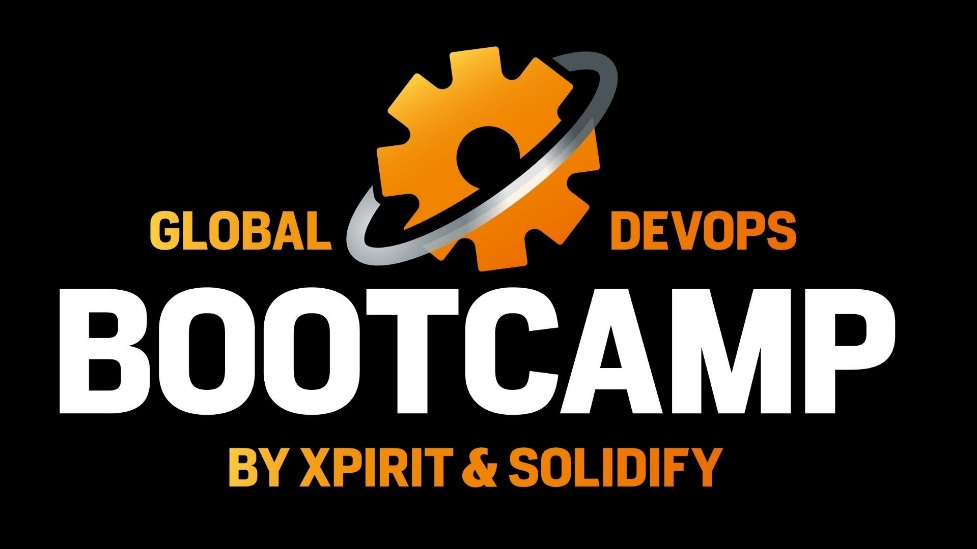 GLOBAL DEVOPS
BOOTCAMP
BY XPIRIT & SOLIDIFY